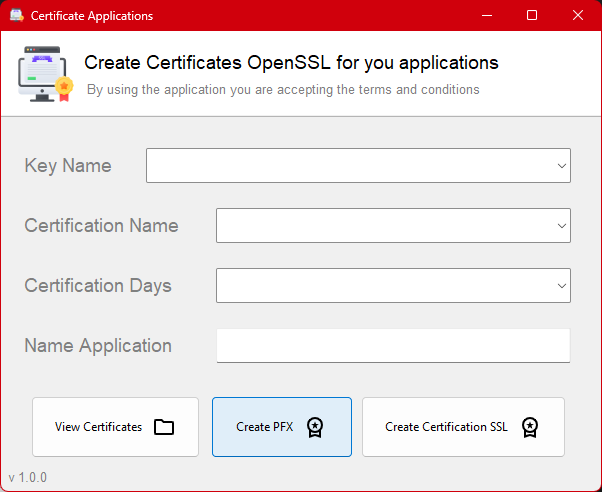 Certificate Applications
Create Certificates OpenSSL for you applications
By using the application you are accepting the terms and conditions
Key Name
Certification Name
Certification Days
Name Application
View Certificates
Create PFX
Create Certification SSL
v 1.0.0